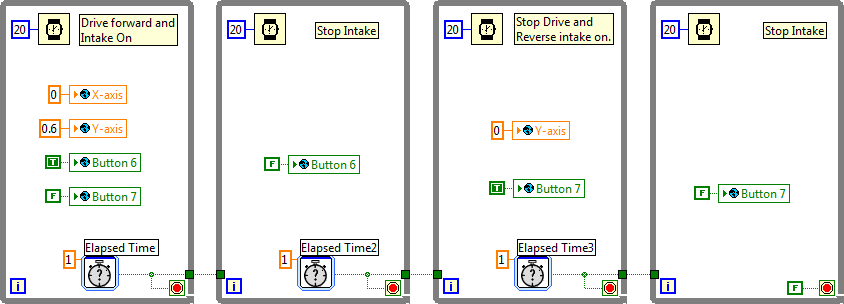 20
Drive forward and
Intake On
0
X-axis
0.6
Y-axis
T
Button 6
F
Button 7
1
Elapsed Time
?
i
20
Stop Intake
F
Button 6
1
Elapsed Time2
?
i
20
Stop Drive and
Reverse intake on.
0
Y-axis
T
Button 7
1
Elapsed Time3
?
i
20
Stop Intake
F
Button 7
i
F